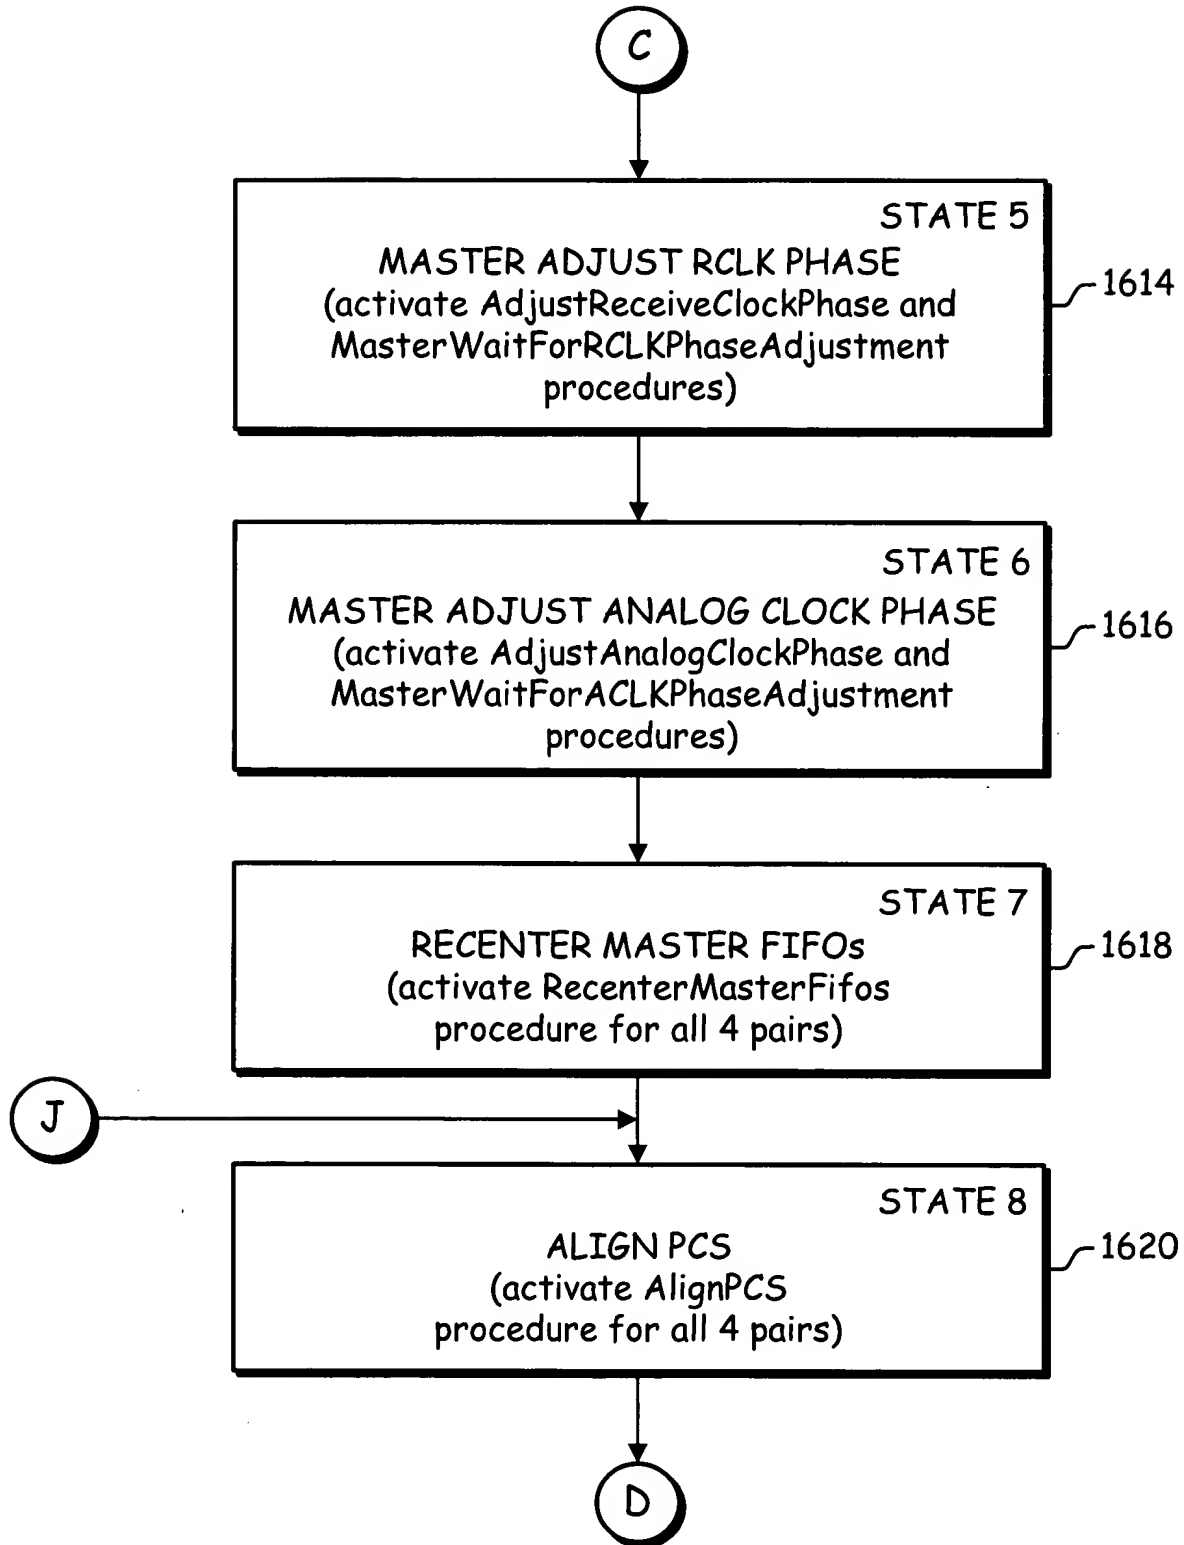 C
STATE 5
MASTER ADJUST RCLK PHASE
(activate AdjustReceiveClockPhase and
MasterWaitForRCLKPhaseAdjustment
procedures)
1614
STATE 6
MASTER ADJUST ANALOG CLOCK PHASE
(activate AdjustAnalogClockPhase and
MasterWaitForACLKPhaseAdjustment
procedures)
1616
STATE 7
RECENTER MASTER FIFOs
(activate RecenterMasterFifos
procedure for all 4 pairs)
1618
J
STATE 8
ALIGN PCS
(activate AlignPCS
procedure for all 4 pairs)
1620
D